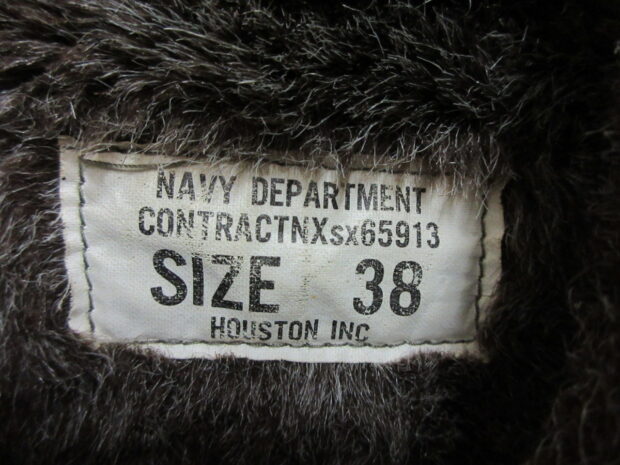 NAVY DEPARTMENT
CONTRACTNXsx65913
SIZE 38
HOUSTON INC